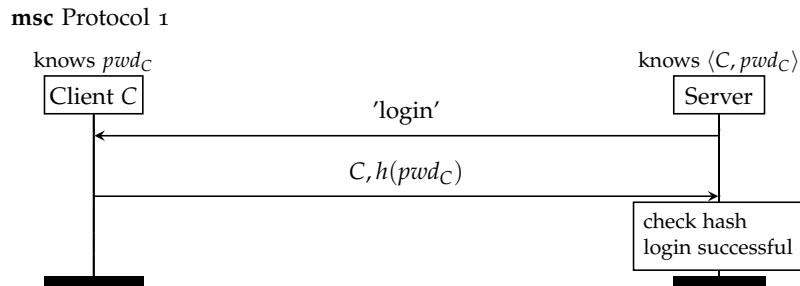 msc Protocol 1
knows pwd_C
knows ⟨C, pwd_C⟩
Client C
Server
'login'
C, h(pwd_C)
check hash
login successful